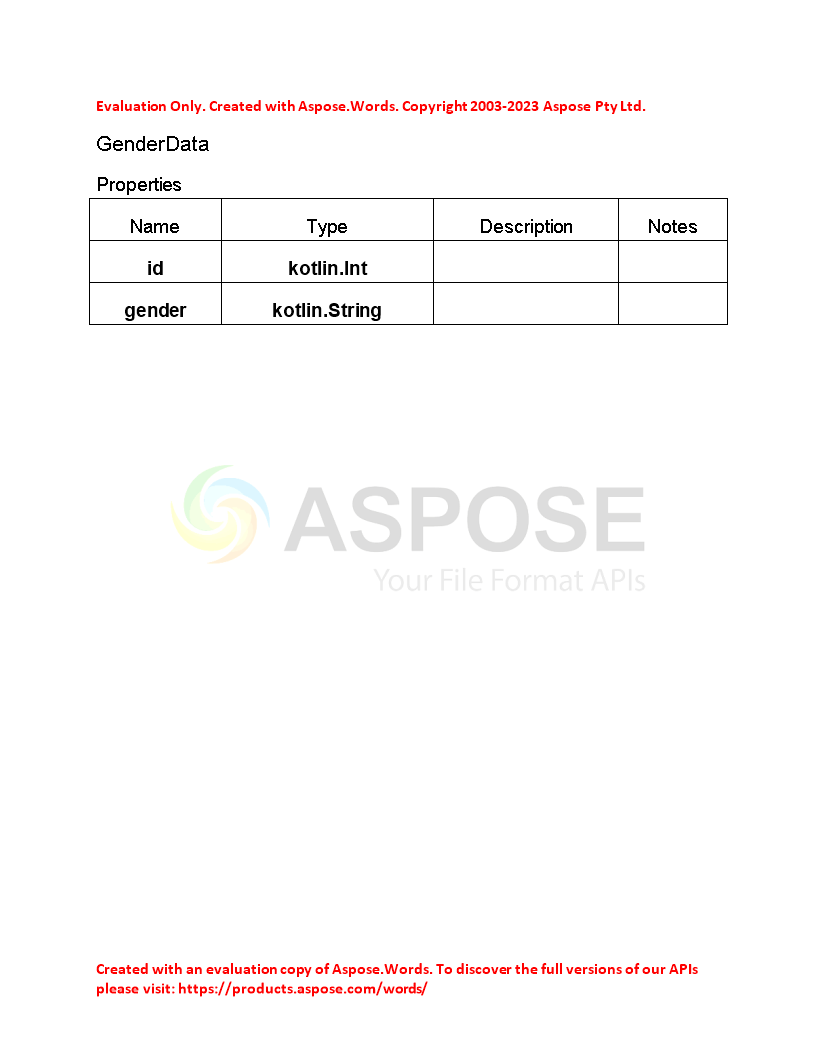 Evaluation Only. Created with Aspose.Words. Copyright 2003-2023 Aspose Pty Ltd.
GenderData
Properties
Name Type Description Notes
id kotlin.Int
gender kotlin.String
ASPOSE
Your File Format APIs
Created with an evaluation copy of Aspose.Words. To discover the full versions of our APIs
please visit: https://products.aspose.com/words/